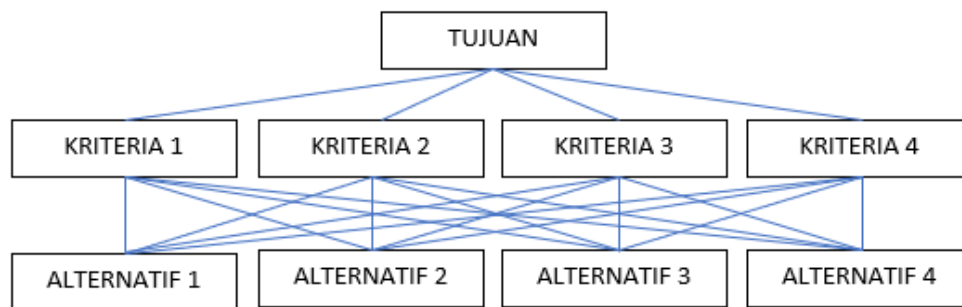 TUJUAN
KRITERIA 1
KRITERIA 2
KRITERIA 3
KRITERIA 4
ALTERNATIF 1
ALTERNATIF 2
ALTERNATIF 3
ALTERNATIF 4